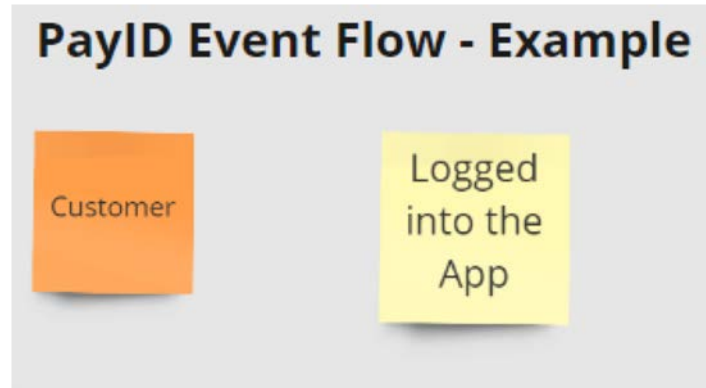 PayID Event Flow - Example
Customer
Logged
into the
App